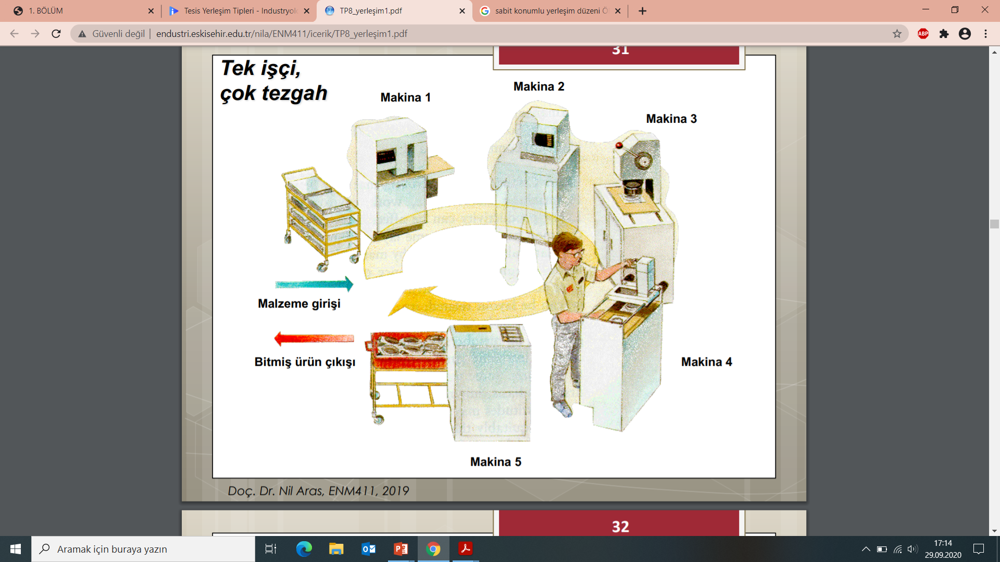 1. BÖLÜM
Tesis Yerleşim Tipleri - Industryolo
TP8_yerleşim1.pdf
sabit konumlu yerleşim düzeni Ö
Güvenli değil
endustri.eskisehir.edu.tr/nila/ENM411/icerik/TP8_yerleşim1.pdf
ABP
31
Tek işçi,
çok tezgah
Makina 1
Makina 2
Makina 3
Malzeme girişi
Bitmiş ürün çıkışı
Makina 4
Makina 5
Doç. Dr. Nil Aras, ENM411, 2019
32
Aramak için buraya yazın
17:14
29.09.2020